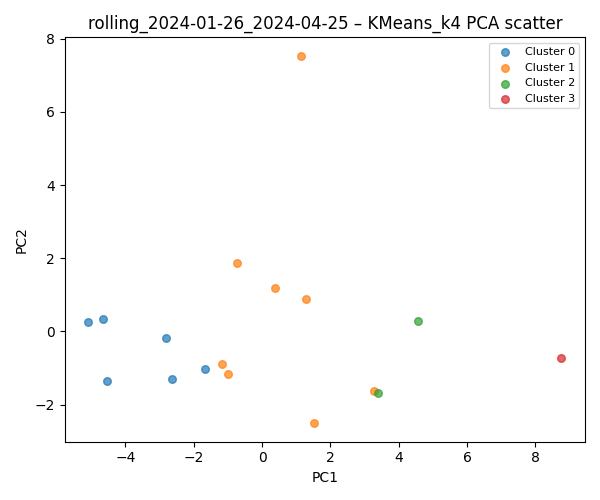 rolling_2024-01-26_2024-04-25 – KMeans_k4 PCA scatter
Cluster 0
Cluster 1
Cluster 2
Cluster 3
8
6
4
2
0
−2
PC2
−4
−2
0
2
4
6
8
PC1